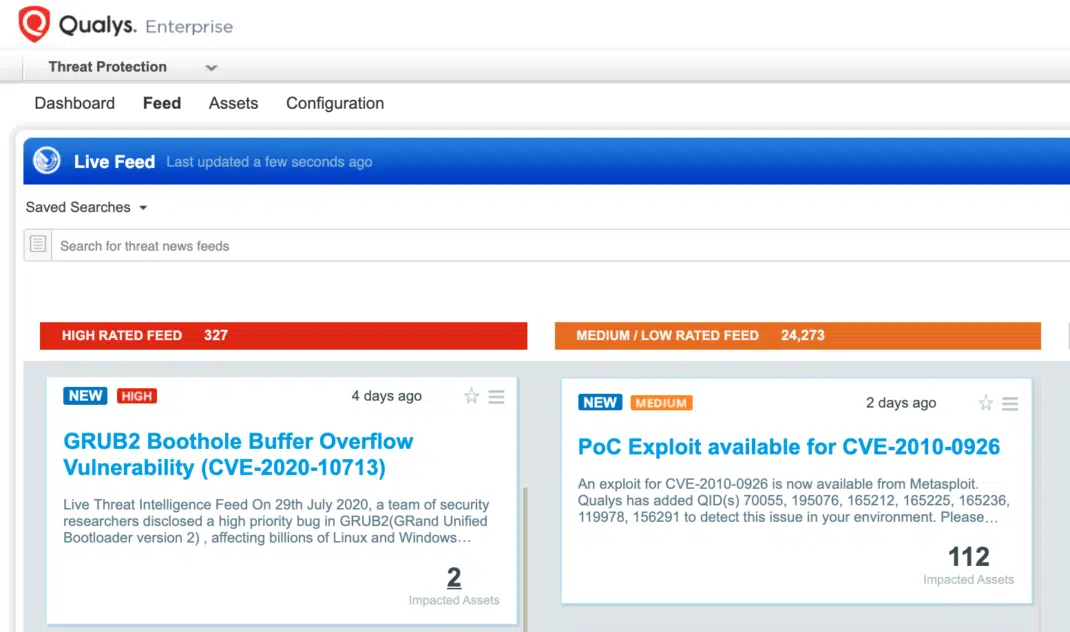 Qualys. Enterprise
Threat Protection
Dashboard Feed Assets Configuration
Live Feed Last updated a few seconds ago
Saved Searches
Search for threat news feeds
HIGH RATED FEED 327
MEDIUM / LOW RATED FEED 24,273
NEW HIGH 4 days ago
GRUB2 Boothole Buffer Overflow
Vulnerability (CVE-2020-10713)
Live Threat Intelligence Feed On 29th July 2020, a team of security
researchers disclosed a high priority bug in GRUB2(GRand Unified
Bootloader version 2) , affecting billions of Linux and Windows…
2
Impacted Assets
NEW MEDIUM 2 days ago
PoC Exploit available for CVE-2010-0926
An exploit for CVE-2010-0926 is now available from Metasploit.
Qualys has added QID(s) 70055, 195076, 165212, 165225, 165236,
119978, 156291 to detect this issue in your environment. Please…
112
Impacted Assets